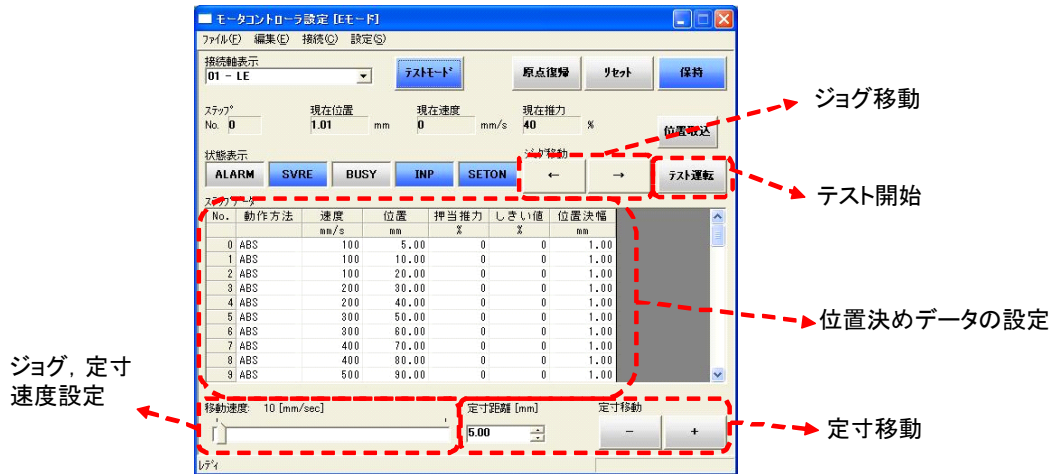 モータコントローラ設定 [Eモード]
ファイル(F) 編集(E) 接続(C) 設定(S)
接続軸表示
01 - LE
テストモード
原点復帰
リセット
保持
ステップ
No. 0
現在位置
1.01 mm
現在速度
0 mm/s
現在推力
40 %
位置取込
状態表示
ALARM SVRE BUSY INP SETON
ジョグ移動
← →
テスト運転
ステップデータ
No. 動作方法 速度 位置 押当推力 しきい値 位置決幅
mm/s mm % % mm
0 ABS 100 5.00 0 0 1.00
1 ABS 100 10.00 0 0 1.00
2 ABS 100 20.00 0 0 1.00
3 ABS 200 30.00 0 0 1.00
4 ABS 200 40.00 0 0 1.00
5 ABS 300 50.00 0 0 1.00
6 ABS 300 60.00 0 0 1.00
7 ABS 400 70.00 0 0 1.00
8 ABS 400 80.00 0 0 1.00
9 ABS 500 90.00 0 0 1.00
移動速度: 10 [mm/sec]
定寸距離 [mm]
5.00
定寸移動
- +
レディ
ジョグ移動
テスト開始
位置決めデータの設定
定寸移動
ジョグ, 定寸
速度設定